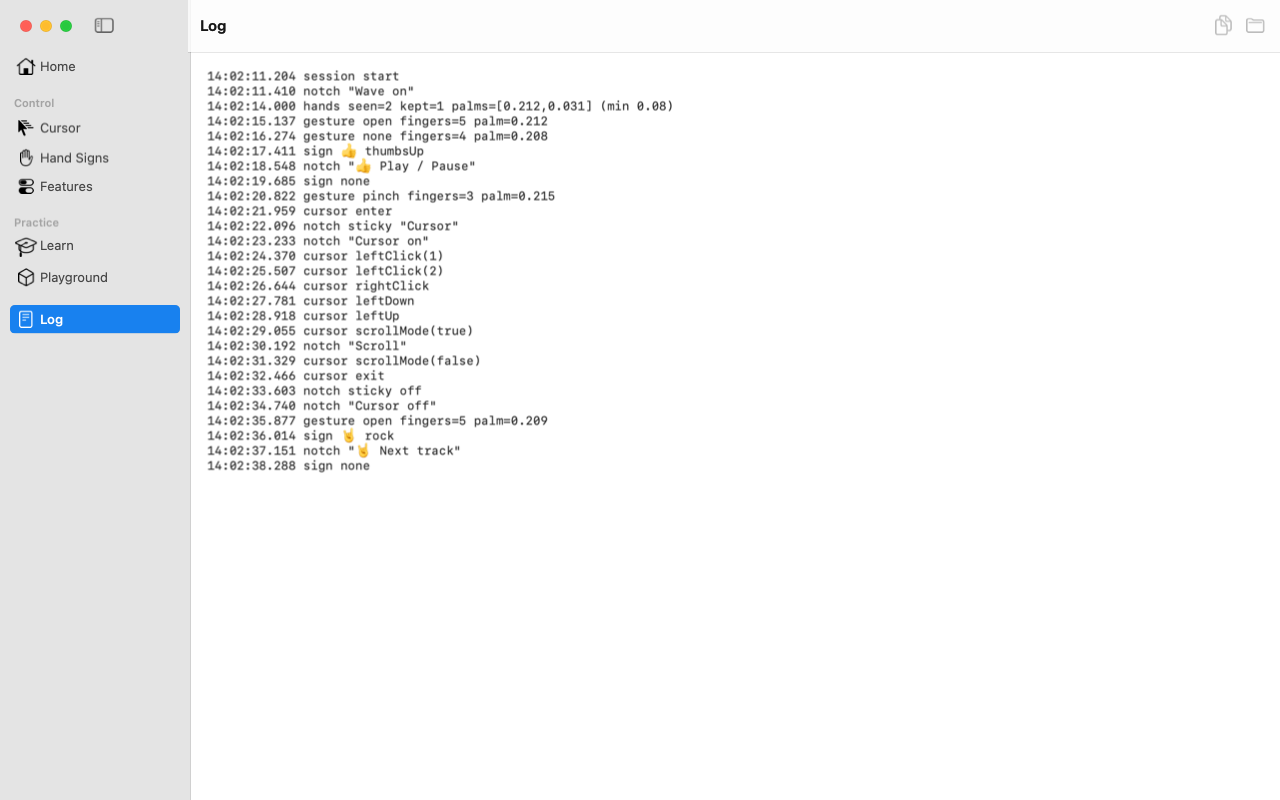 Log
Home
Control
Cursor
Hand Signs
Features
Practice
Learn
Playground
Log
14:02:11.204 session start
14:02:11.410 notch "Wave on"
14:02:14.000 hands seen=2 kept=1 palms=[0.212,0.031] (min 0.08)
14:02:15.137 gesture open fingers=5 palm=0.212
14:02:16.274 gesture none fingers=4 palm=0.208
14:02:17.411 sign 👍 thumbsUp
14:02:18.548 notch "👍 Play / Pause"
14:02:19.685 sign none
14:02:20.822 gesture pinch fingers=3 palm=0.215
14:02:21.959 cursor enter
14:02:22.096 notch sticky "Cursor"
14:02:23.233 notch "Cursor on"
14:02:24.370 cursor leftClick(1)
14:02:25.507 cursor leftClick(2)
14:02:26.644 cursor rightClick
14:02:27.781 cursor leftDown
14:02:28.918 cursor leftUp
14:02:29.055 cursor scrollMode(true)
14:02:30.192 notch "Scroll"
14:02:31.329 cursor scrollMode(false)
14:02:32.466 cursor exit
14:02:33.603 notch sticky off
14:02:34.740 notch "Cursor off"
14:02:35.877 gesture open fingers=5 palm=0.209
14:02:36.014 sign 🤘 rock
14:02:37.151 notch "🤘 Next track"
14:02:38.288 sign none